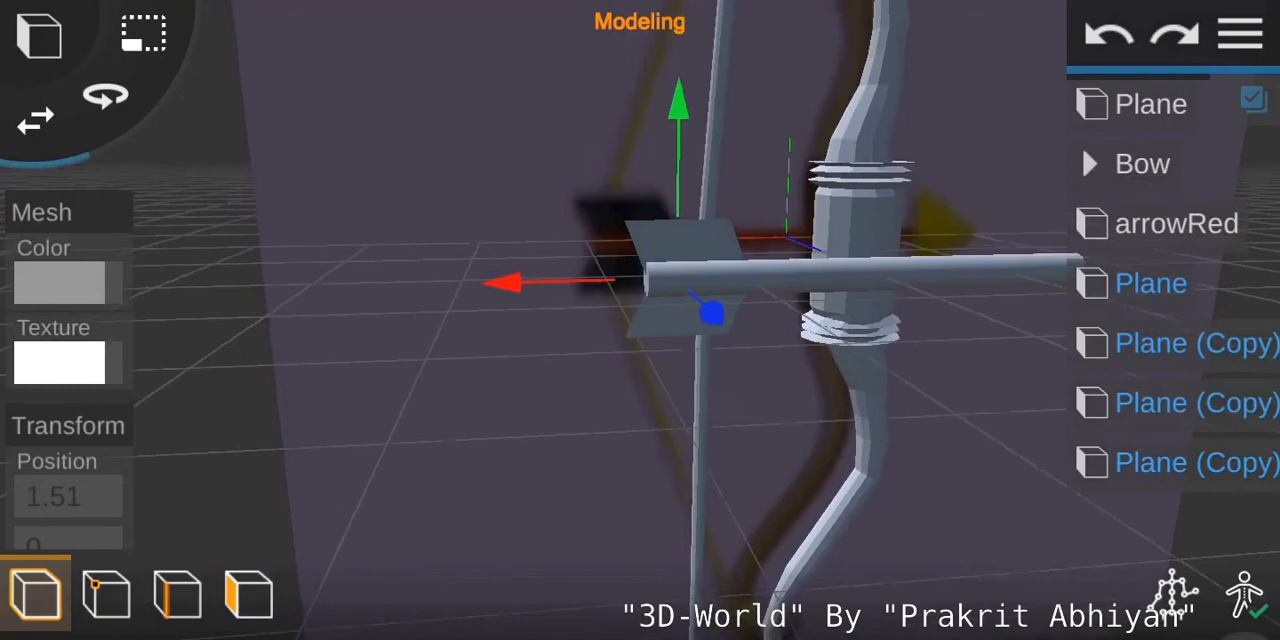 Modeling
Plane
Bow
Mesh
Color
arrowRed
Plane
Texture
Plane (Copy)
Plane (Copy)
Transform
Position
Plane (Copy)
1.51
0
"3D-World" By "Prakrit Abhiyan"